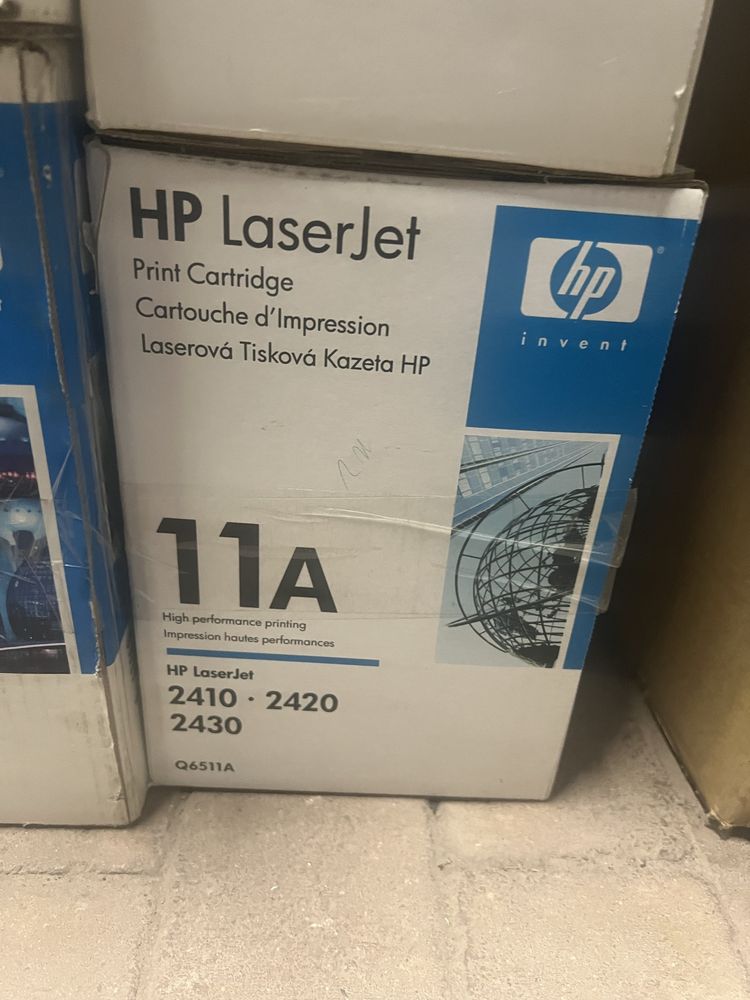 HP LaserJet
Print Cartridge
Cartouche d'Impression
Laserová Tisková Kazeta HP
hp
®
invent
11A
High performance printing
Impression hautes performances
HP LaserJet
2410 · 2420
2430
Q6511A